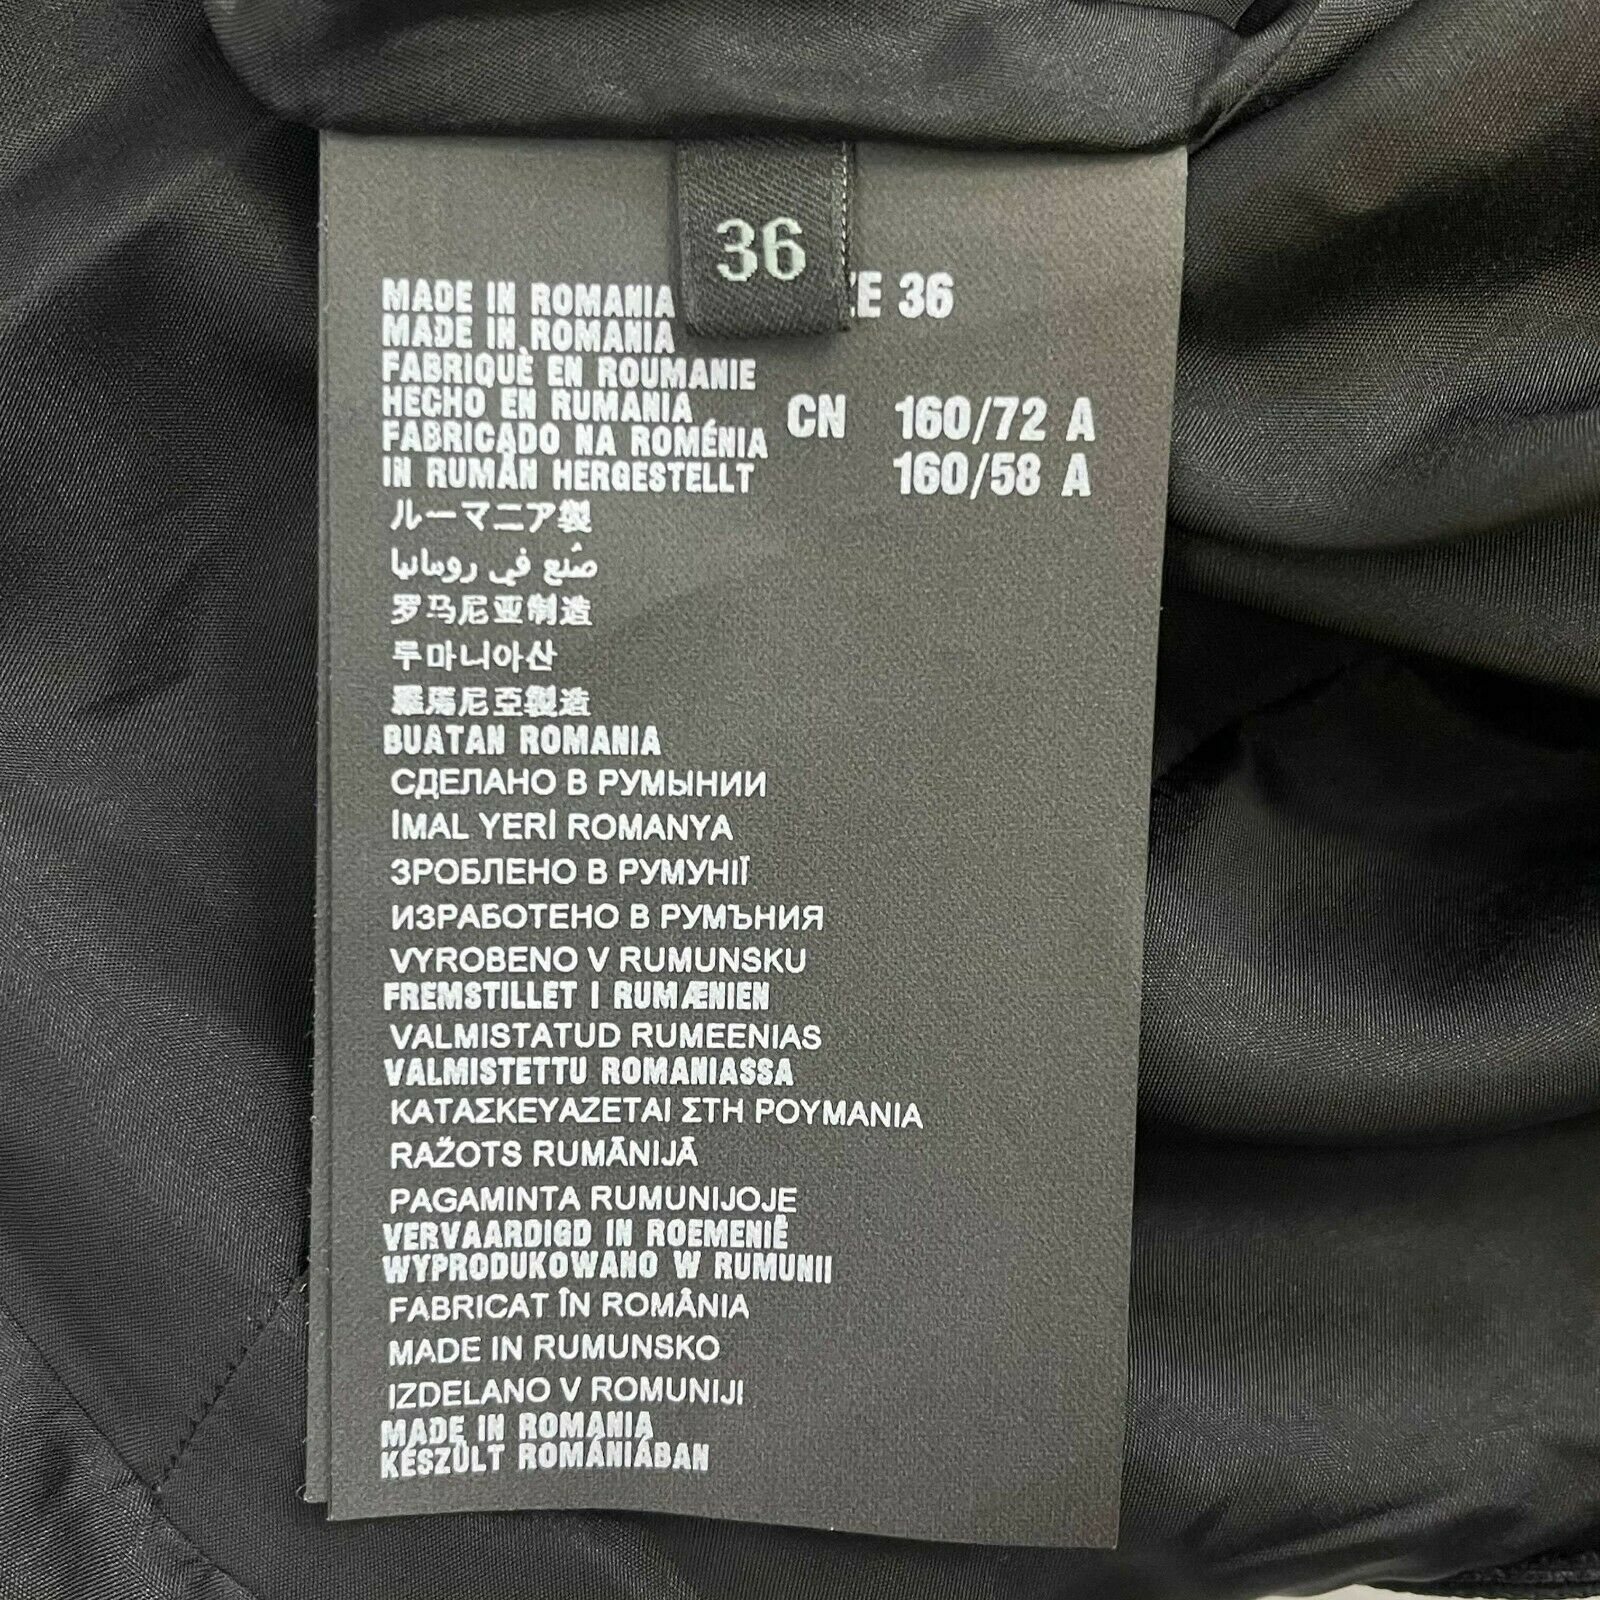 36
MADE IN ROMANIA
36
MADE IN ROMANIA
FABRIQUÈ EN ROUMANIE
HECHO EN RUMANIA
CN 160/72 A
FABRICADO NA ROMÉNIA
IN RUMÄN HERGESTELLT
160/58 A
ルーマニア製
صُنع في رومانيا
罗马尼亚制造
루마니아산
羅馬尼亞製造
BUATAN ROMANIA
СДЕЛАНО В РУМЫНИИ
İMAL YERİ ROMANYA
ЗРОБЛЕНО В РУМУНІЇ
ИЗРАБОТЕНО В РУМЪНИЯ
VYROBENO V RUMUNSKU
FREMSTILLET I RUMÆNIEN
VALMISTATUD RUMEENIAS
VALMISTETTU ROMANIASSA
ΚΑΤΑΣΚΕΥΑΖΕΤΑΙ ΣΤΗ ΡΟΥΜΑΝΙΑ
RAŽOTS RUMĀNIJĀ
PAGAMINTA RUMUNIJOJE
VERVAARDIGD IN ROEMENIË
WYPRODUKOWANO W RUMUNII
FABRICAT ÎN ROMÂNIA
MADE IN RUMUNSKO
IZDELANO V ROMUNIJI
MADE IN ROMANIA
KÉSZÜLT ROMÁNIÁBAN